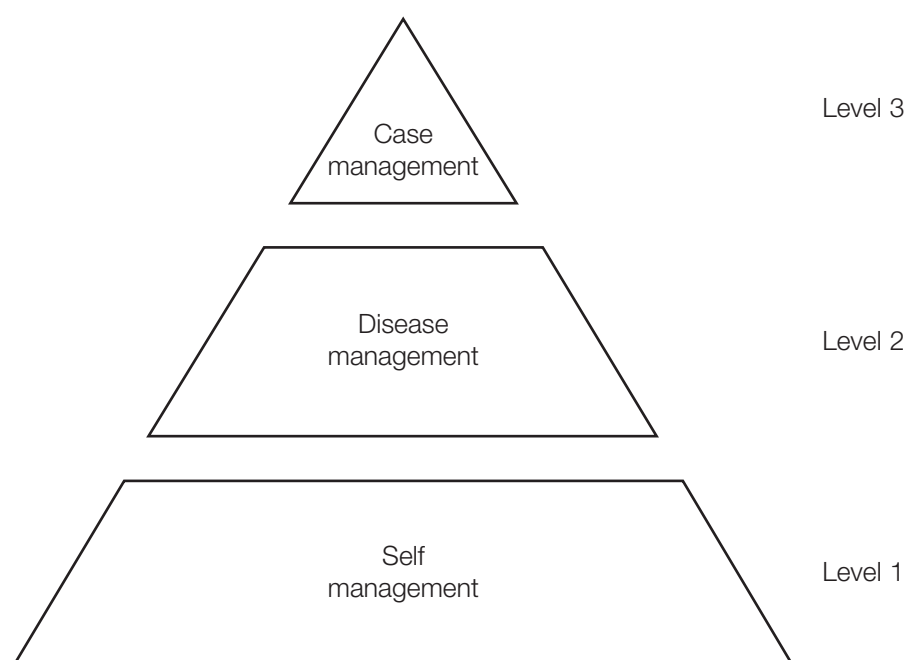 Case
management
Level 3
Disease
management
Level 2
Self
management
Level 1